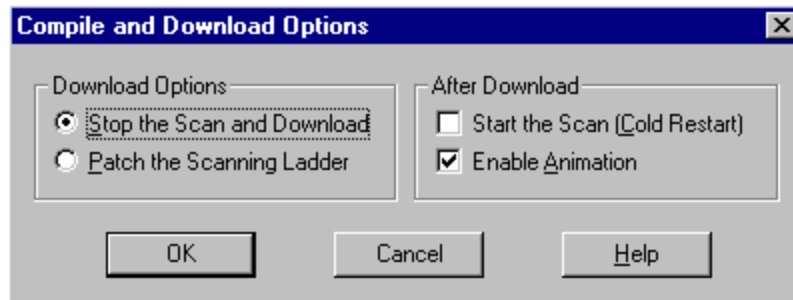 Compile and Download Options
Download Options
Stop the Scan and Download
Patch the Scanning Ladder
After Download
Start the Scan (Cold Restart)
Enable Animation
OK
Cancel
Help